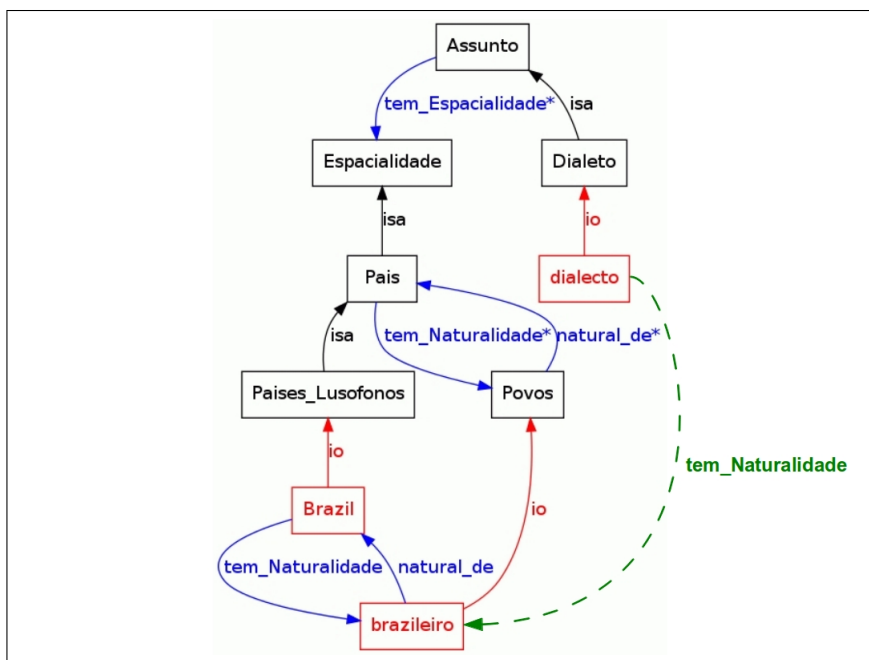 Assunto
tem_Espacialidade*
isa
Espacialidade
Dialeto
isa
io
Pais
dialecto
isa
tem_Naturalidade*
natural_de*
Paises_Lusofonos
Povos
io
tem_Naturalidade
Brazil
io
tem_Naturalidade
natural_de
brazileiro